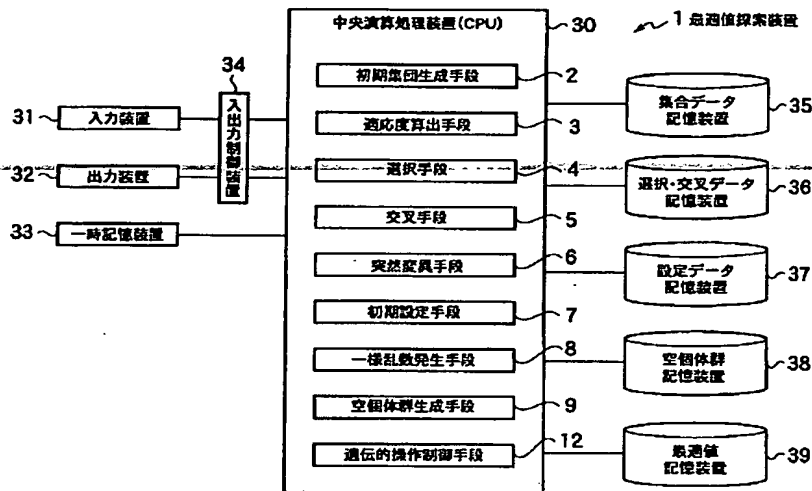 中央演算処理装置(CPU)
30
1 最適値探索装置
初期集団生成手段
2
適応度算出手段
3
選択手段
4
交叉手段
5
突然変異手段
6
初期設定手段
7
一様乱数発生手段
8
空個体群生成手段
9
遺伝的操作制御手段
12
31
入力装置
32
出力装置
33
一時記憶装置
34
入出力制御装置
集合データ
記憶装置
35
選択・交叉データ
記憶装置
36
設定データ
記憶装置
37
空個体群
記憶装置
38
最適値
記憶装置
39